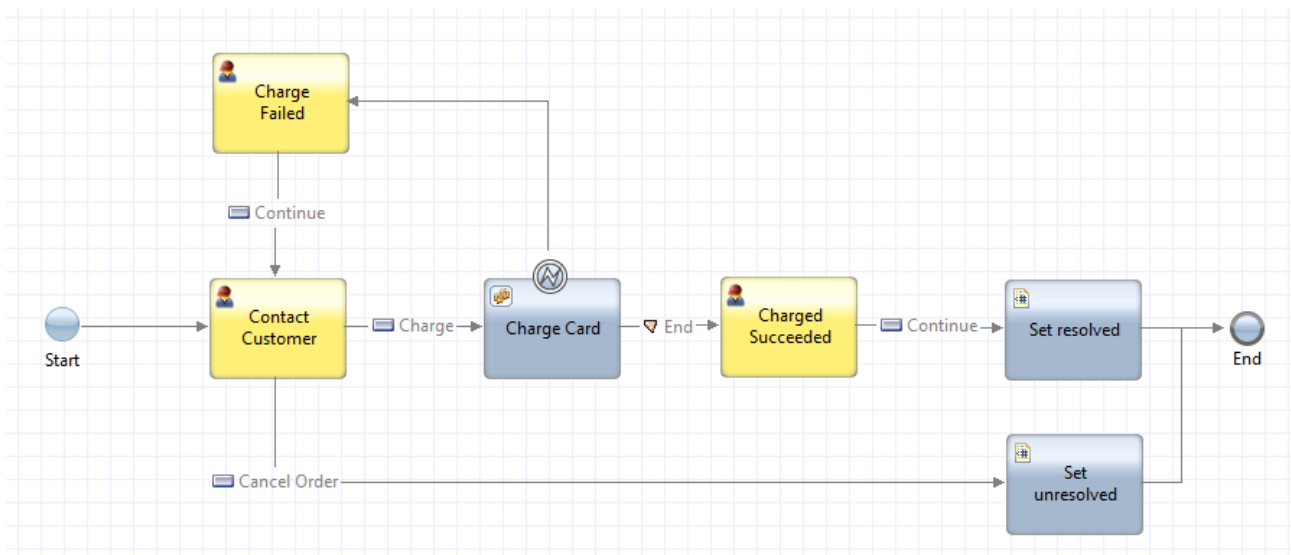 Charge
Failed
Continue
Start
Contact
Customer
Charge
Charge Card
End
Charged
Succeeded
Continue
Set resolved
End
Cancel Order
Set
unresolved